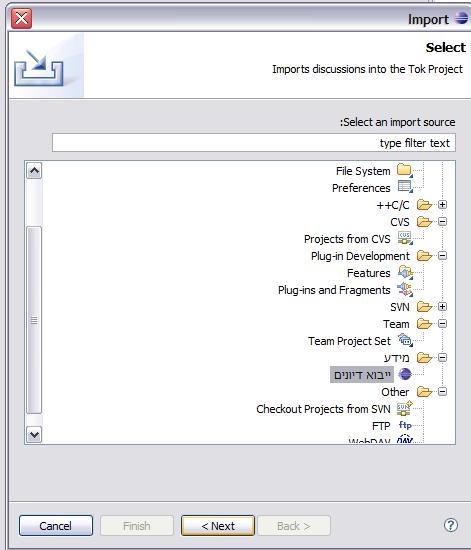 Import
Select
Imports discussions into the Tok Project
:Select an import source
type filter text
File System
Preferences
++C/C
CVS
Projects from CVS
Plug-in Development
Features
Plug-ins and Fragments
SVN
Team
Team Project Set
מידע
ייבוא דיונים
Other
Checkout Projects from SVN
FTP
WebDAV
Cancel
Finish
< Next
Back >